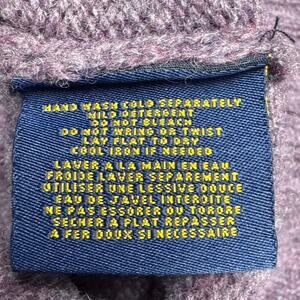 HAND WASH COLD SEPARATELY
MILD DETERGENT
DO NOT BLEACH
DO NOT WRING OR TWIST
LAY FLAT TO DRY
COOL IRON IF NEEDED
LAVER A LA MAIN EN EAU
FROIDE LAVER SEPAREMENT
UTILISER UNE LESSIVE DOUCE
EAU DE JAVEL INTERDITE
NE PAS ESSORER OU TORDRE
SECHER A PLAT REPASSER
A FER DOUX SI NECESSAIRE